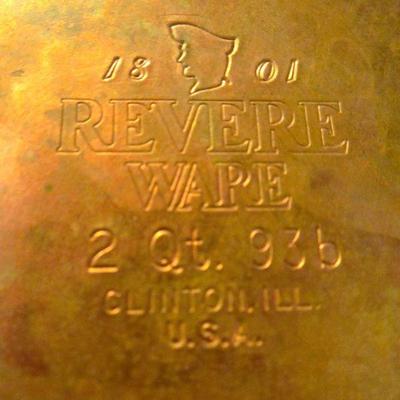 18 01
REVERE
WARE
2 Qt. 93b
CLINTON, ILL.
U.S.A.